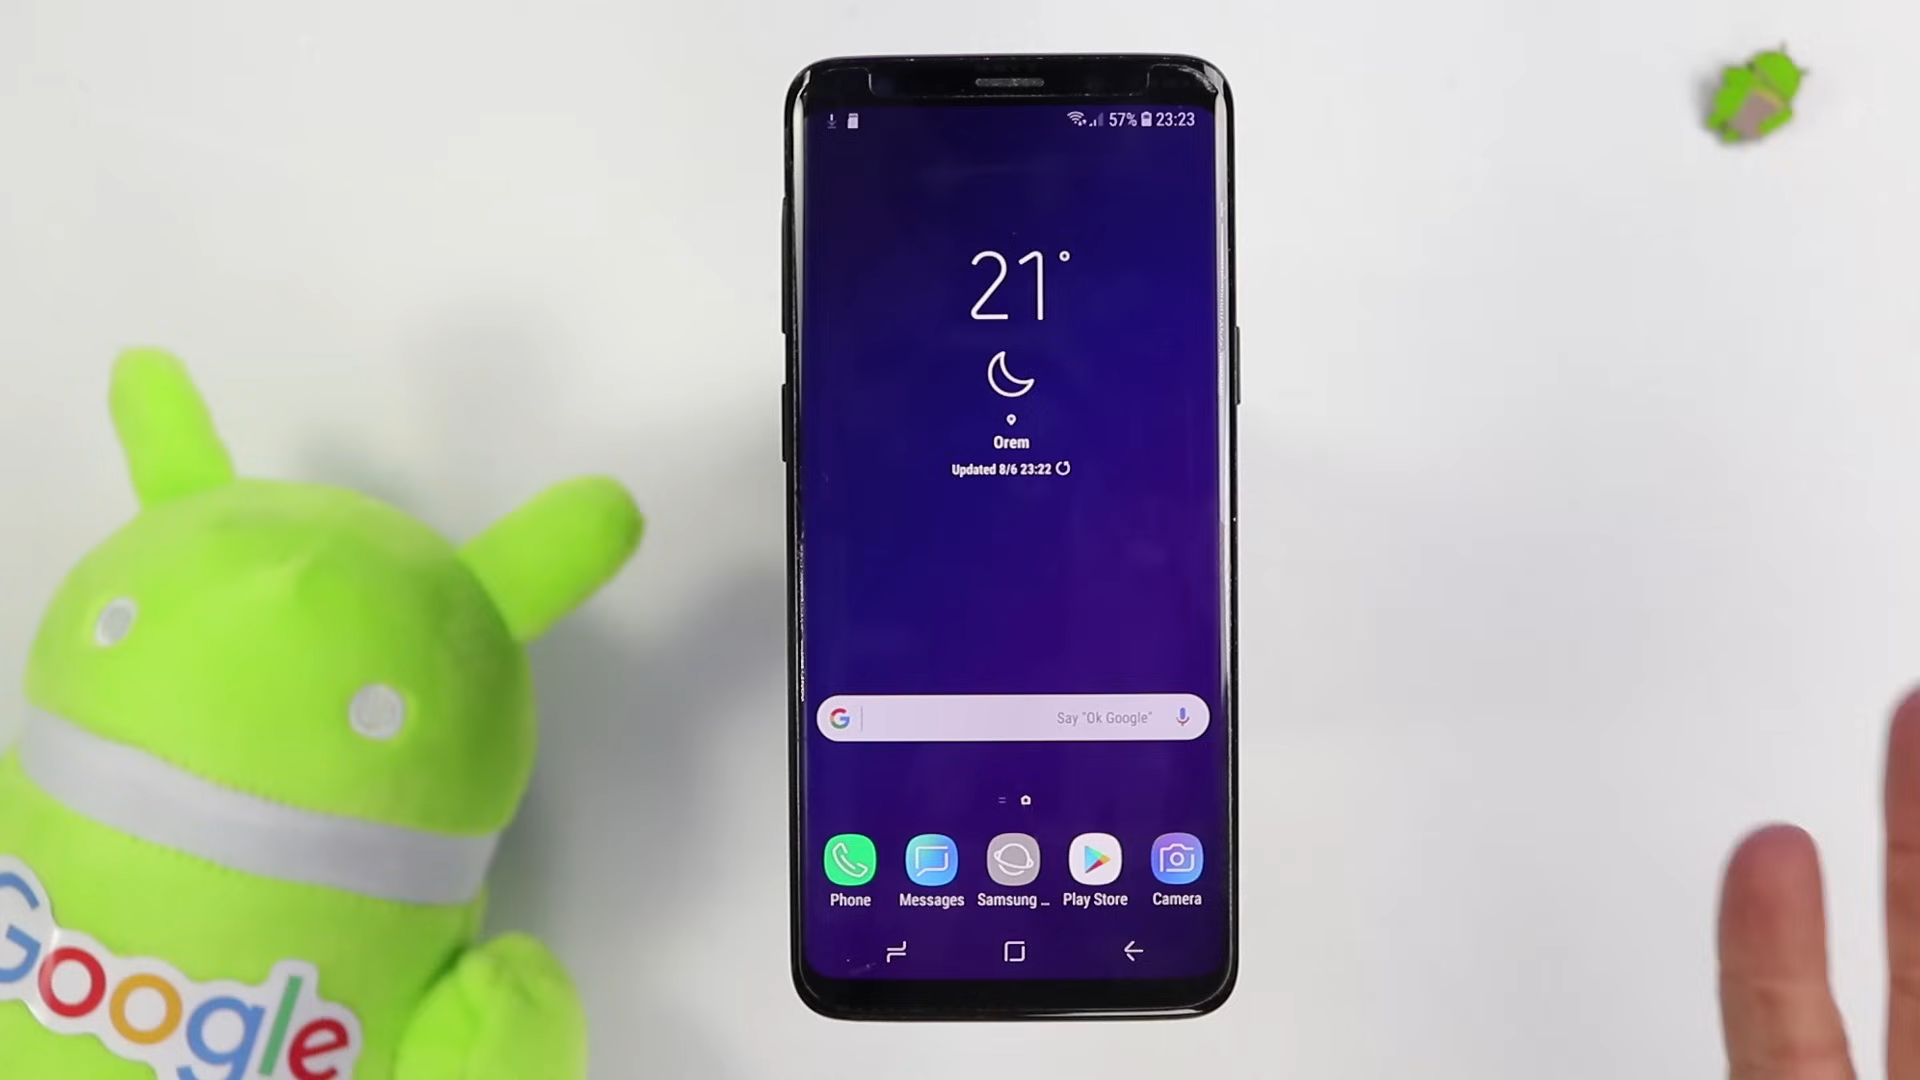 57% 23:23
21°
Orem
Updated 8/6 23:22
G Say "Ok Google"
Phone Messages Samsung ... Play Store Camera
Google